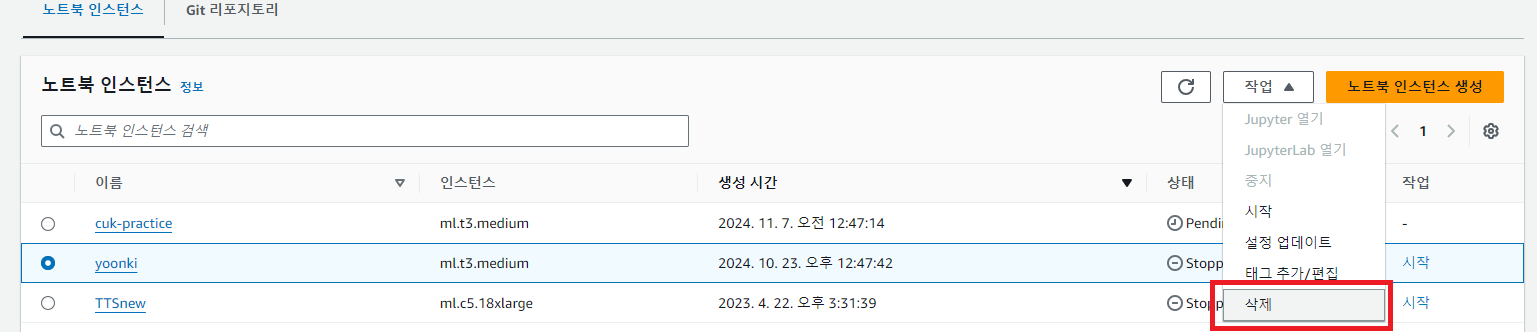 노트북 인스턴스 Git 리포지토리
노트북 인스턴스 정보
작업 노트북 인스턴스 생성
노트북 인스턴스 검색
1
Jupyter 열기
JupyterLab 열기
중지
시작
설정 업데이트
태그 추가/편집
삭제
이름 인스턴스 생성 시간 상태 작업
cuk-practice ml.t3.medium 2024. 11. 7. 오전 12:47:14 Pendin -
yoonki ml.t3.medium 2024. 10. 23. 오후 12:47:42 Stopp 시작
TTSnew ml.c5.18xlarge 2023. 4. 22. 오후 3:31:39 Stopp 시작